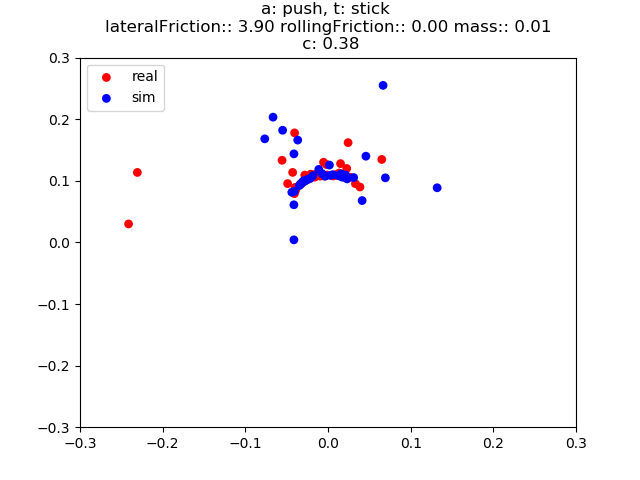 a: push, t: stick
lateralFriction:: 3.90 rollingFriction:: 0.00 mass:: 0.01
c: 0.38
real
sim
0.3
0.2
0.1
0.0
−0.1
−0.2
−0.3
−0.3
−0.2
−0.1
0.0
0.1
0.2
0.3